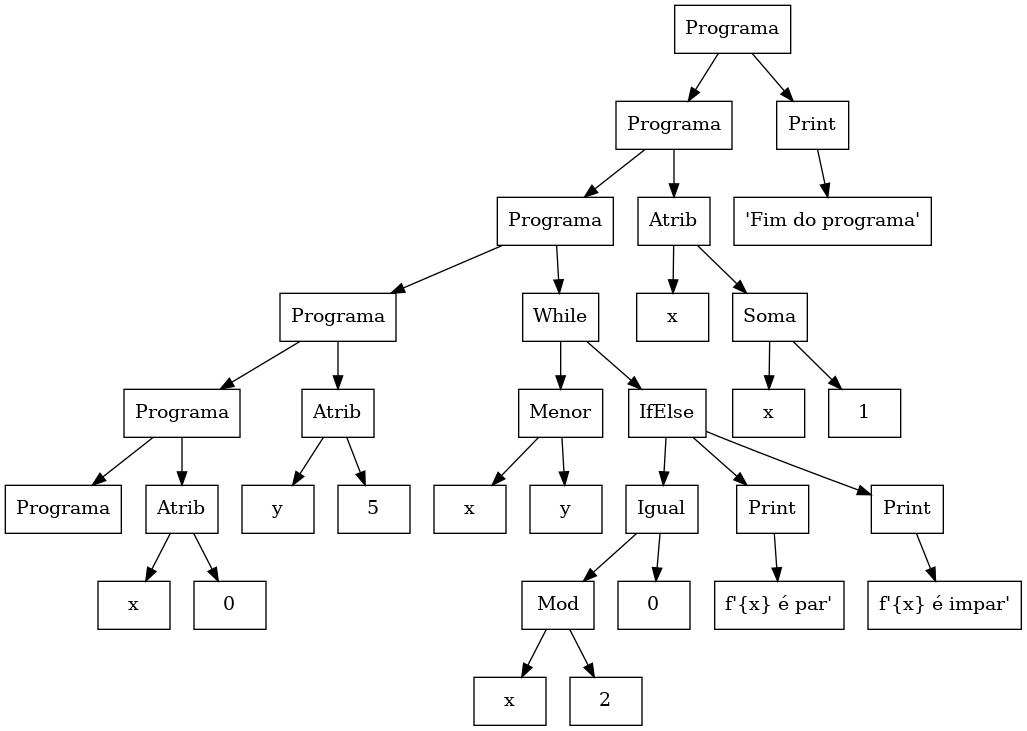 Programa
Programa
Print
Programa
Atrib
'Fim do programa'
Programa
While
x
Soma
Programa
Atrib
Menor
IfElse
x
1
Programa
Atrib
y
5
x
y
Igual
Print
Print
x
0
Mod
0
f'{x} é par'
f'{x} é impar'
x
2